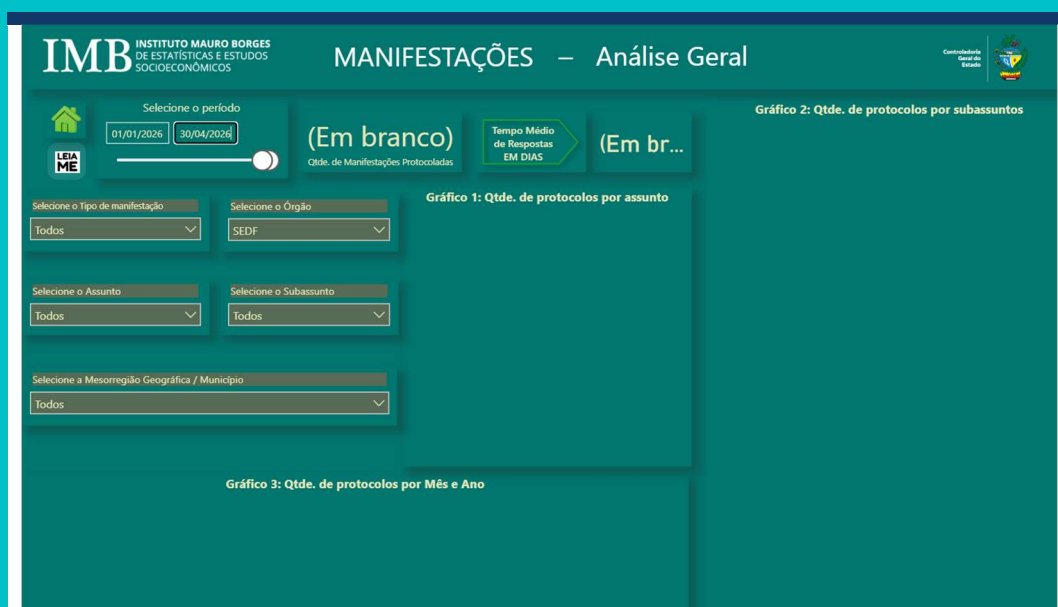 IMB
INSTITUTO MAURO BORGES
DE ESTATÍSTICAS E ESTUDOS
SOCIOECONÔMICOS
MANIFESTAÇÕES – Análise Geral
Controladoria
Geral do
Estado
Selecione o período
01/01/2026 30/04/2026
LEIA
ME
(Em branco)
Qtde. de Manifestações Protocoladas
Tempo Médio
de Respostas
EM DIAS
(Em br...
Gráfico 2: Qtde. de protocolos por subassuntos
Selecione o Tipo de manifestação
Todos
Selecione o Órgão
SEDF
Gráfico 1: Qtde. de protocolos por assunto
Selecione o Assunto
Todos
Selecione o Subassunto
Todos
Selecione a Mesorregião Geográfica / Município
Todos
Gráfico 3: Qtde. de protocolos por Mês e Ano